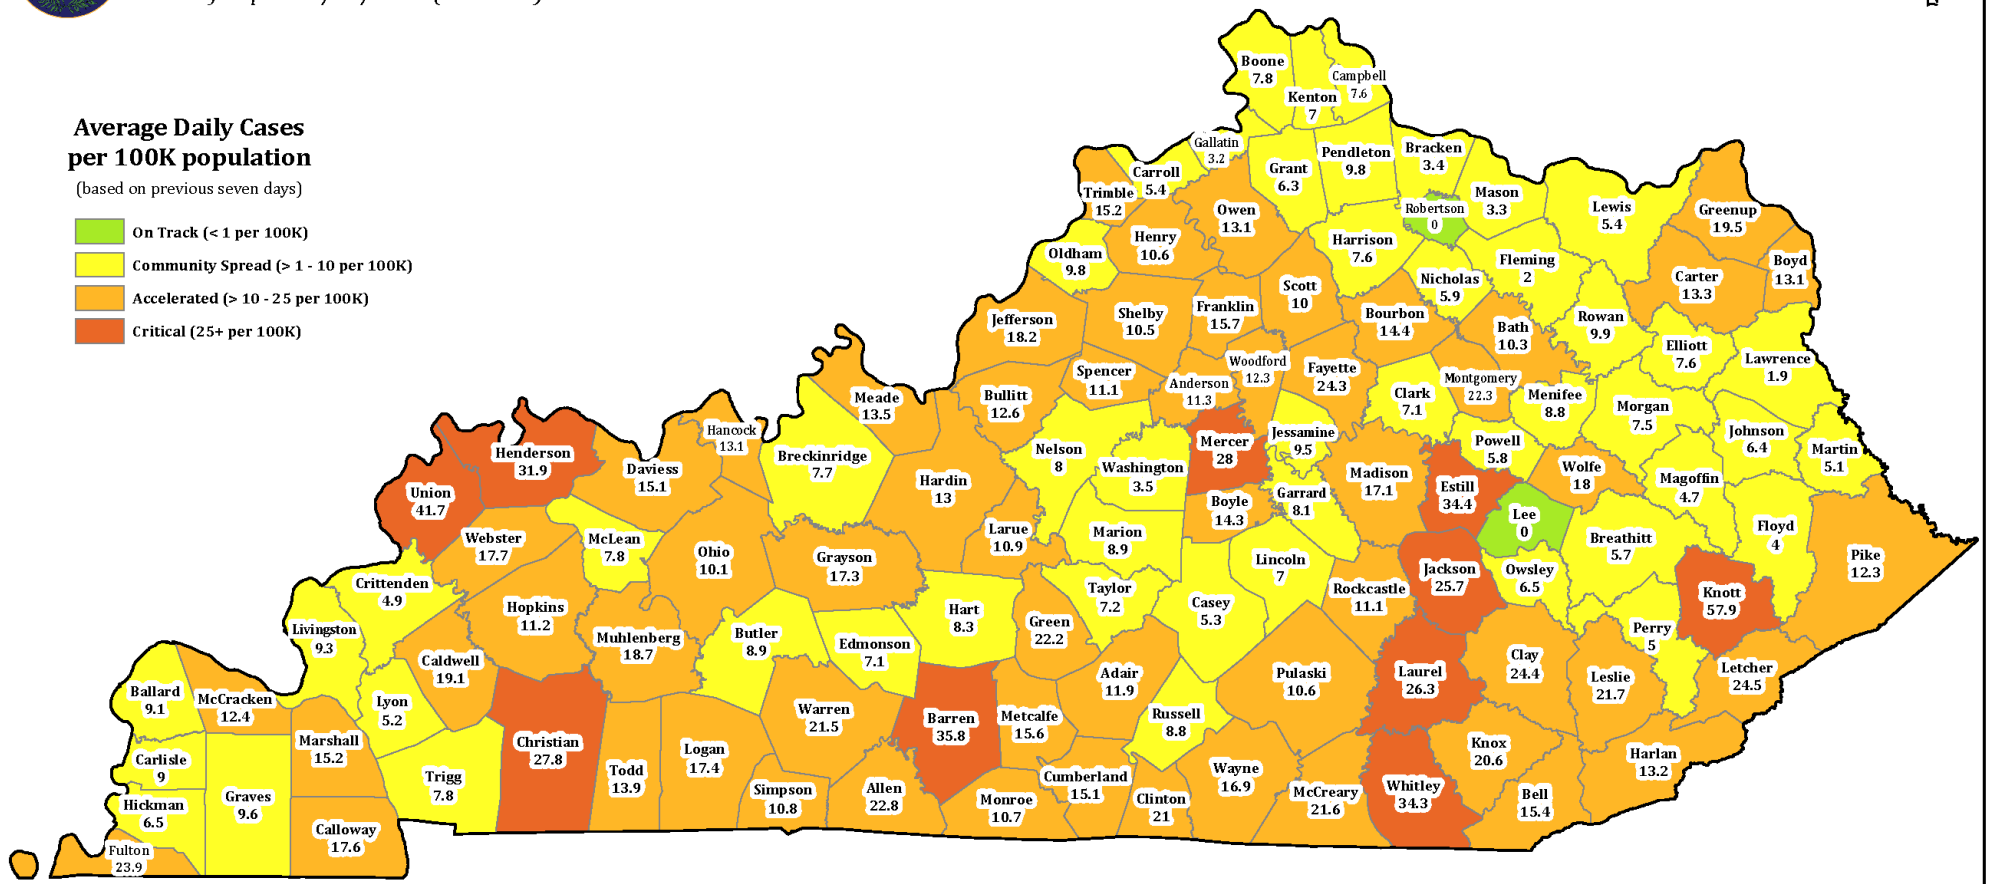 Average Daily Cases
per 100K population
(based on previous seven days)
On Track (< 1 per 100K)
Community Spread (> 1 - 10 per 100K)
Accelerated (> 10 - 25 per 100K)
Critical (25+ per 100K)
Boone
7.8
Kenton
7
Campbell
7.6
Gallatin
3.2
Carroll
5.4
Trimble
15.2
Grant
6.3
Pendleton
9.8
Bracken
3.4
Mason
3.3
Robertson
0
Lewis
5.4
Greenup
19.5
Owen
13.1
Henry
10.6
Oldham
9.8
Harrison
7.6
Nicholas
5.9
Fleming
2
Carter
13.3
Boyd
13.1
Jefferson
18.2
Shelby
10.5
Franklin
15.7
Scott
10
Bourbon
14.4
Bath
10.3
Rowan
9.9
Elliott
7.6
Lawrence
1.9
Meade
13.5
Bullitt
12.6
Spencer
11.1
Anderson
11.3
Woodford
12.3
Fayette
24.3
Clark
7.1
Montgomery
22.3
Menifee
8.8
Morgan
7.5
Johnson
6.4
Martin
5.1
Union
41.7
Henderson
31.9
Daviess
15.1
Hancock
13.1
Breckinridge
7.7
Hardin
13
Nelson
8
Washington
3.5
Mercer
28
Jessamine
9.5
Garrard
8.1
Madison
17.1
Estill
34.4
Powell
5.8
Wolfe
18
Magoffin
4.7
Floyd
4
Pike
12.3
Webster
17.7
McLean
7.8
Ohio
10.1
Grayson
17.3
Larue
10.9
Marion
8.9
Boyle
14.3
Lincoln
7
Lee
0
Breathitt
5.7
Owsley
6.5
Jackson
25.7
Rockcastle
11.1
Knott
57.9
Perry
5
Letcher
24.5
Crittenden
4.9
Livingston
9.3
Hopkins
11.2
Caldwell
19.1
Muhlenberg
18.7
Butler
8.9
Edmonson
7.1
Hart
8.3
Green
22.2
Taylor
7.2
Casey
5.3
Adair
11.9
Pulaski
10.6
Laurel
26.3
Clay
24.4
Leslie
21.7
Harlan
13.2
Ballard
9.1
McCracken
12.4
Lyon
5.2
Carlisle
9
Hickman
6.5
Fulton
23.9
Graves
9.6
Marshall
15.2
Calloway
17.6
Trigg
7.8
Christian
27.8
Todd
13.9
Logan
17.4
Simpson
10.8
Warren
21.5
Allen
22.8
Barren
35.8
Metcalfe
15.6
Monroe
10.7
Cumberland
15.1
Clinton
21
Russell
8.8
Wayne
16.9
McCreary
21.6
Whitley
34.3
Knox
20.6
Bell
15.4